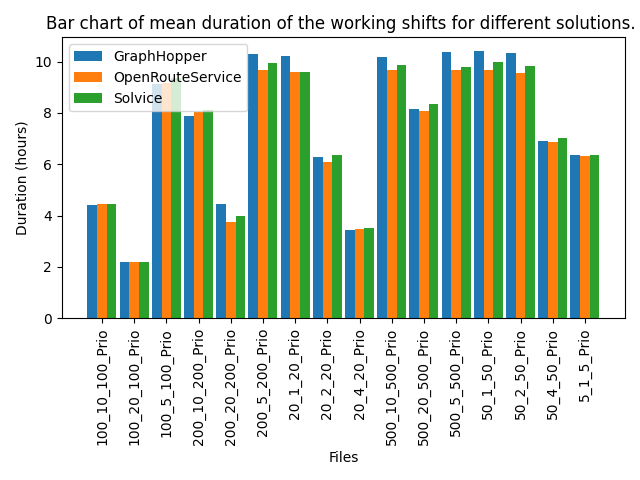 Bar chart of mean duration of the working shifts for different solutions.
GraphHopper
OpenRouteService
Solvice
Duration (hours)
10
8
6
4
2
0
100_10_100_Prio
100_20_100_Prio
100_5_100_Prio
200_10_200_Prio
200_20_200_Prio
200_5_200_Prio
20_1_20_Prio
20_2_20_Prio
20_4_20_Prio
500_10_500_Prio
500_20_500_Prio
500_5_500_Prio
50_1_50_Prio
50_2_50_Prio
50_4_50_Prio
5_1_5_Prio
Files